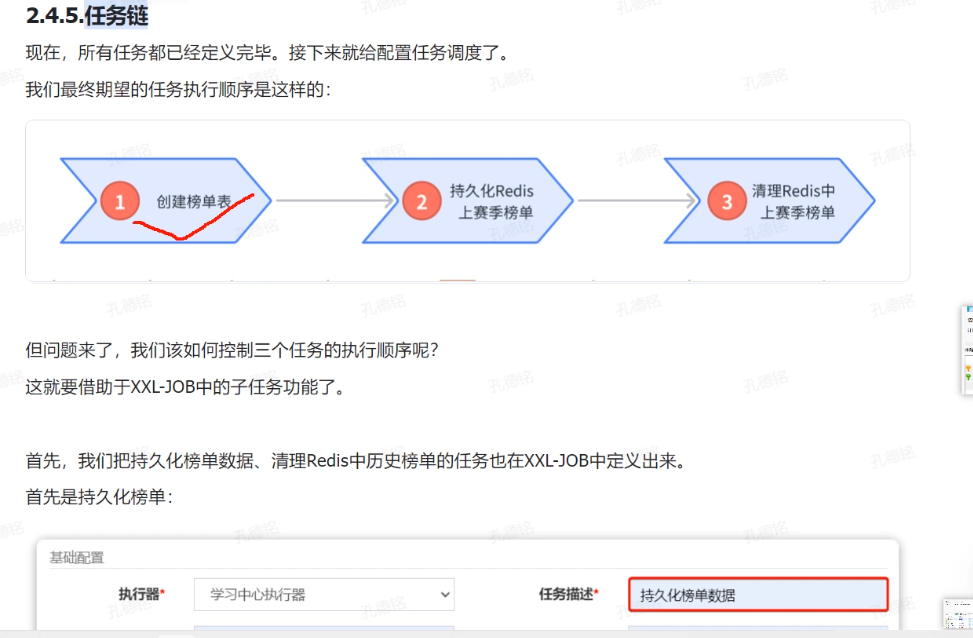 2.4.5.任务链
现在，所有任务都已经定义完毕。接下来就给配置任务调度了。
我们最终期望的任务执行顺序是这样的：
1 创建榜单表
2 持久化Redis
上赛季榜单
3 清理Redis中
上赛季榜单
但问题来了，我们该如何控制三个任务的执行顺序呢？
这就要借助于XXL-JOB中的子任务功能了。
首先，我们把持久化榜单数据、清理Redis中历史榜单的任务也在XXL-JOB中定义出来。
首先是持久化榜单：
基础配置
执行器* 学习中心执行器 任务描述* 持久化榜单数据
孔德铭